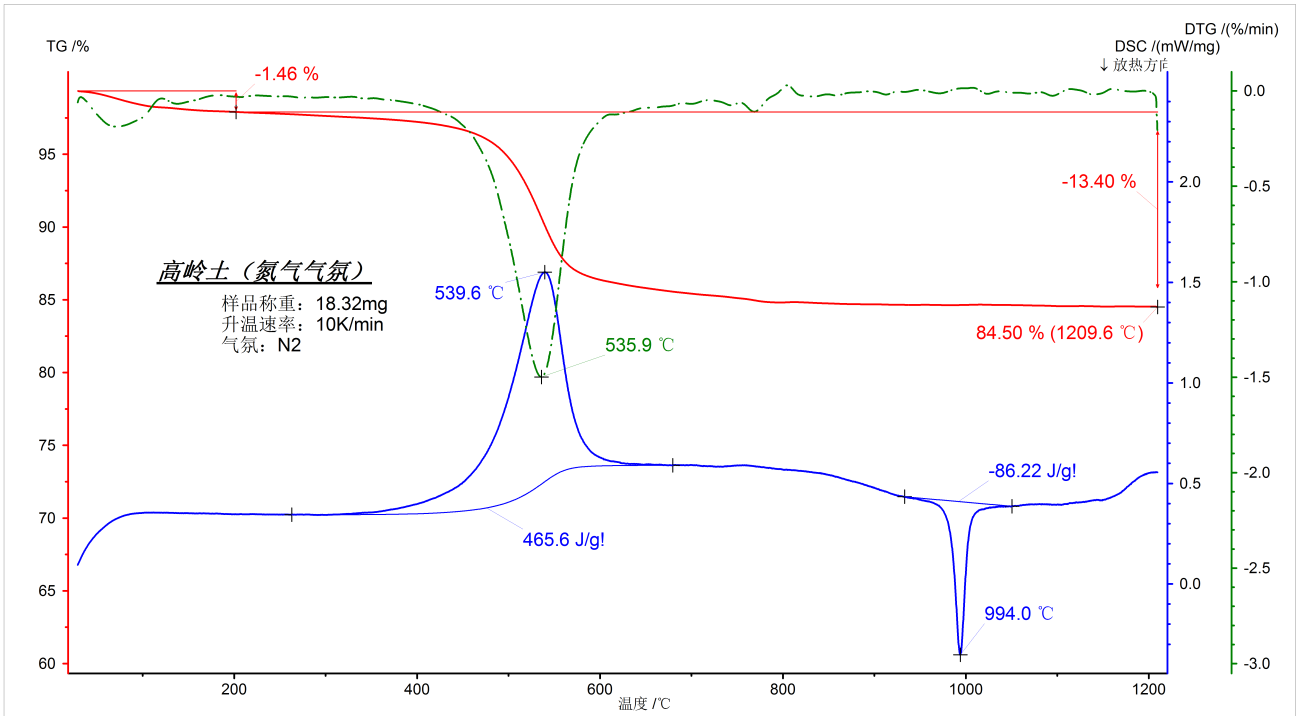 DTG /(%/min)
TG /%
DSC /(mW/mg)
↓ 放热方向
-1.46 %
0.0
95
2.0
-13.40 %
-0.5
90
高岭土（氮气气氛）
539.6 ℃
-1.0
样品称重：18.32mg
1.5
85
升温速率：10K/min
84.50 % (1209.6 ℃)
气氛：N2
535.9 ℃
80
1.0
-1.5
75
-86.22 J/g!
-2.0
0.5
70
465.6 J/g!
-2.5
65
0.0
994.0 ℃
60
-3.0
200
400
600
800
1000
1200
温度 /℃